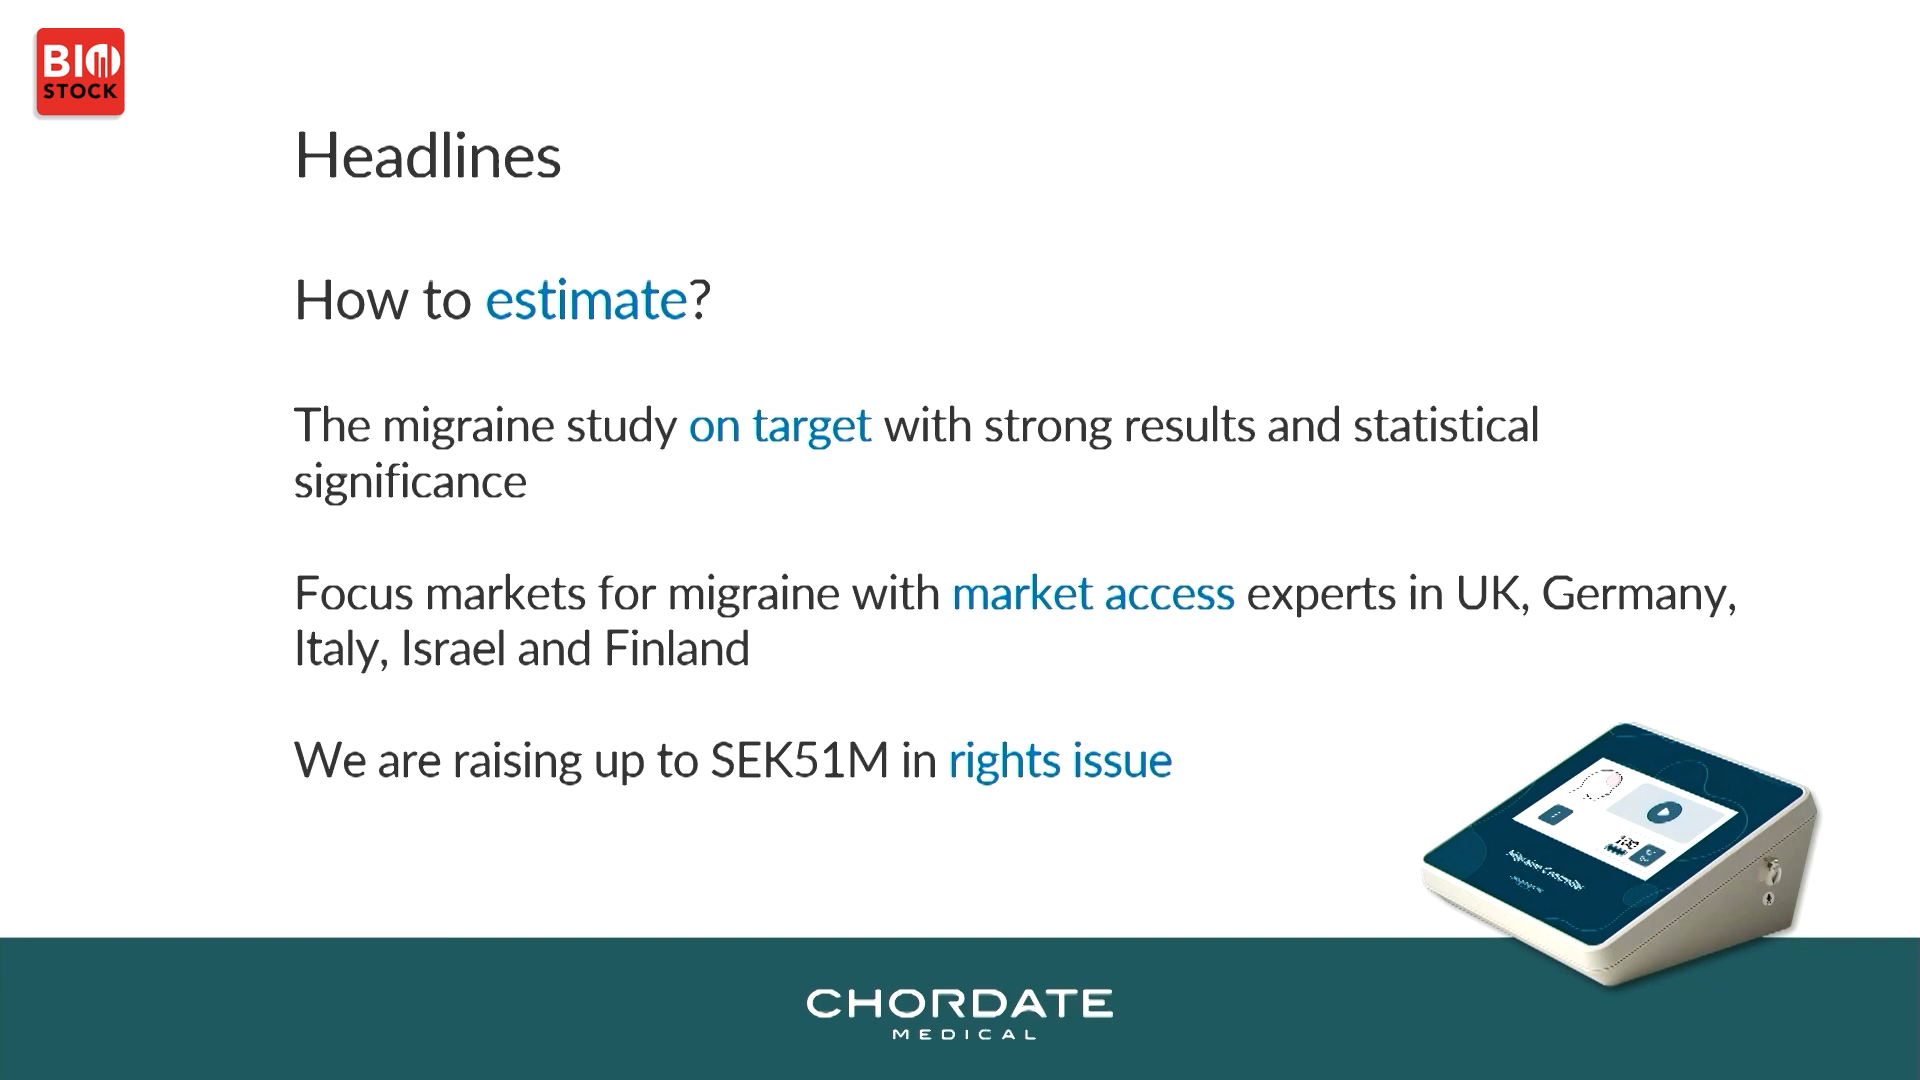 BIO
STOCK
Headlines
How to estimate?
The migraine study on target with strong results and statistical
significance
Focus markets for migraine with market access experts in UK, Germany,
Italy, Israel and Finland
We are raising up to SEK51M in rights issue
CHORDATE
MEDICAL